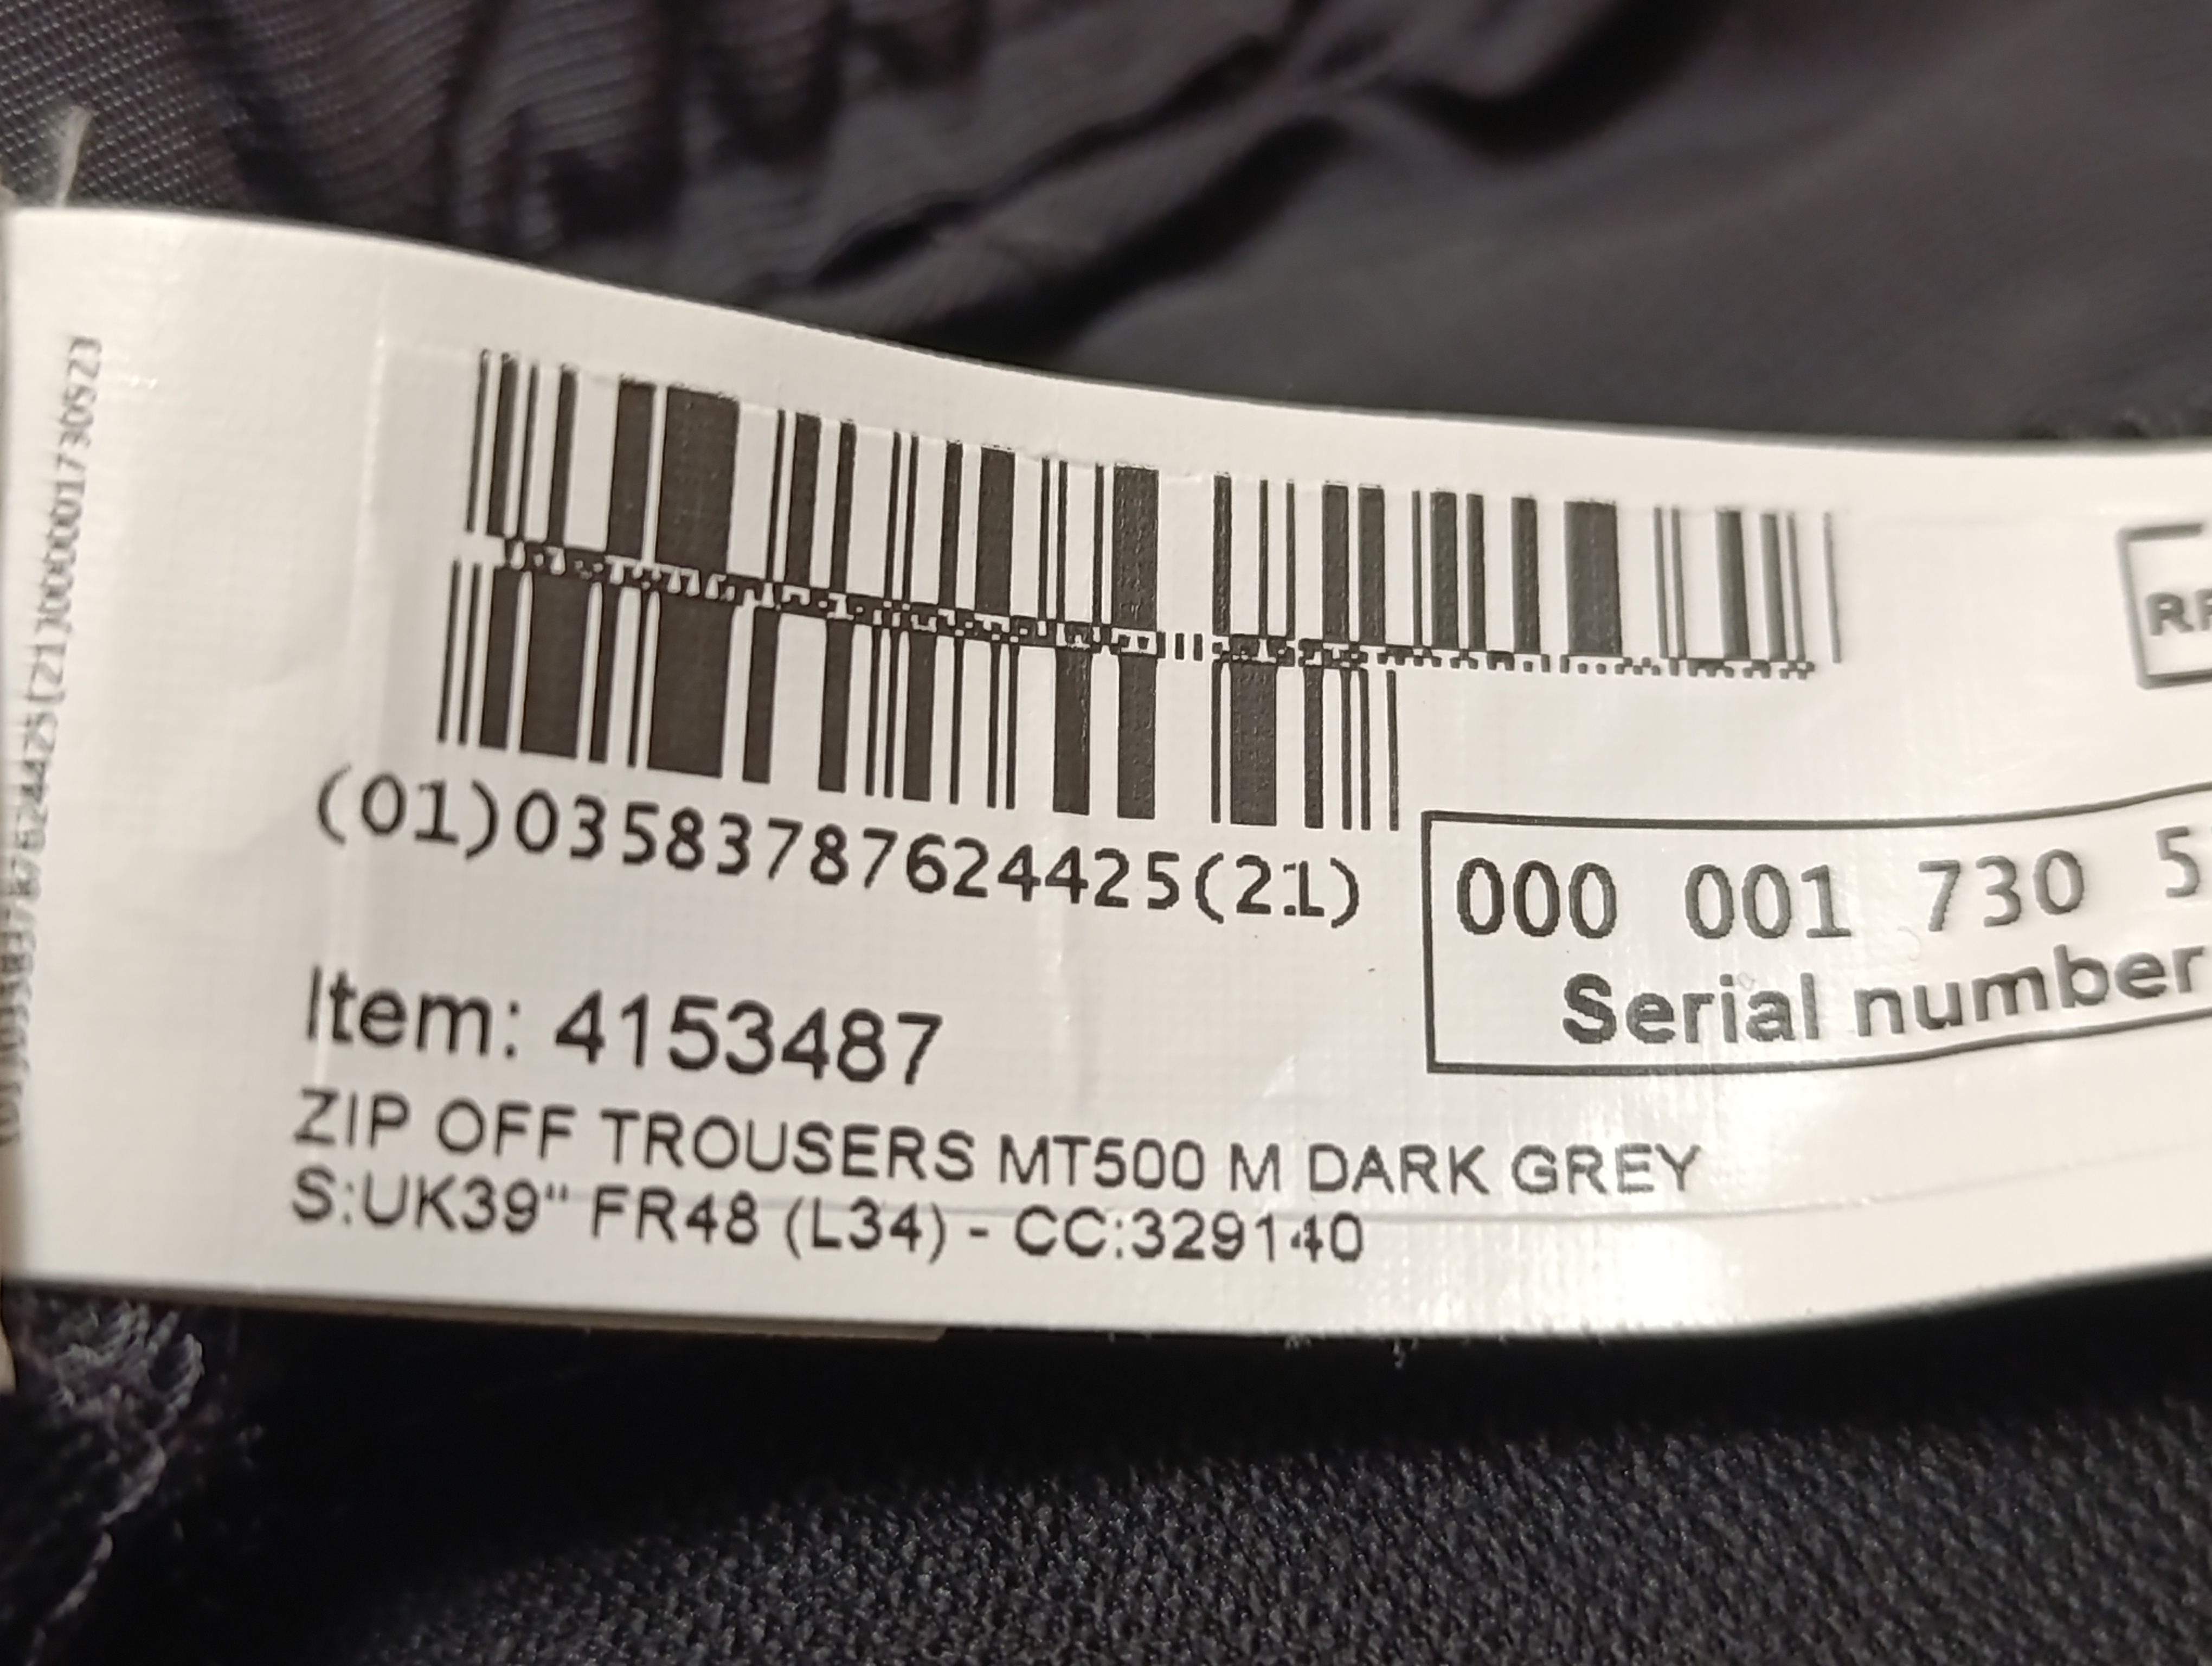 (01)03583787624425(21)
000 001 730 5
Serial number
Item: 4153487
ZIP OFF TROUSERS MT500 M DARK GREY
S:UK39" FR48 (L34) - CC:329140